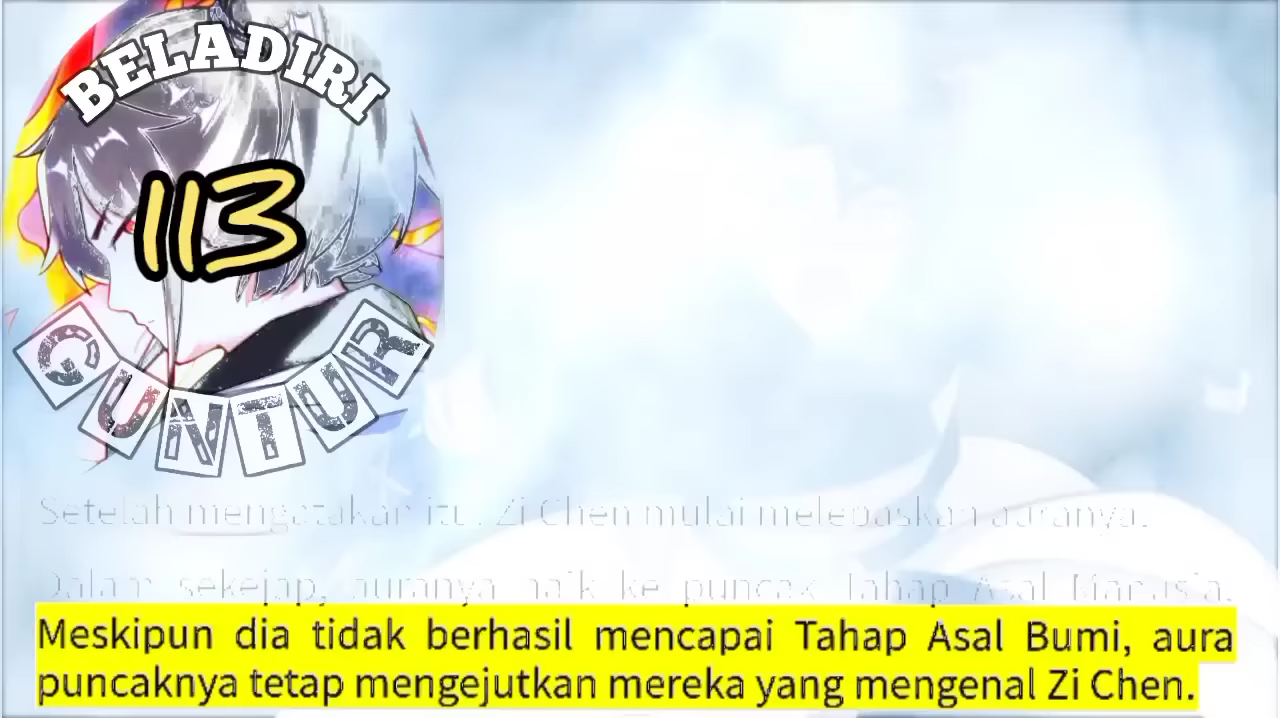 BELADIRI
113
GUNTUR
Setelah mengatakan itu, Zi Chen mulai melepaskan auranya.
Dalam sekejap, auranya naik ke puncak Tahap Asal Manusia.
Meskipun dia tidak berhasil mencapai Tahap Asal Bumi, aura
puncaknya tetap mengejutkan mereka yang mengenal Zi Chen.